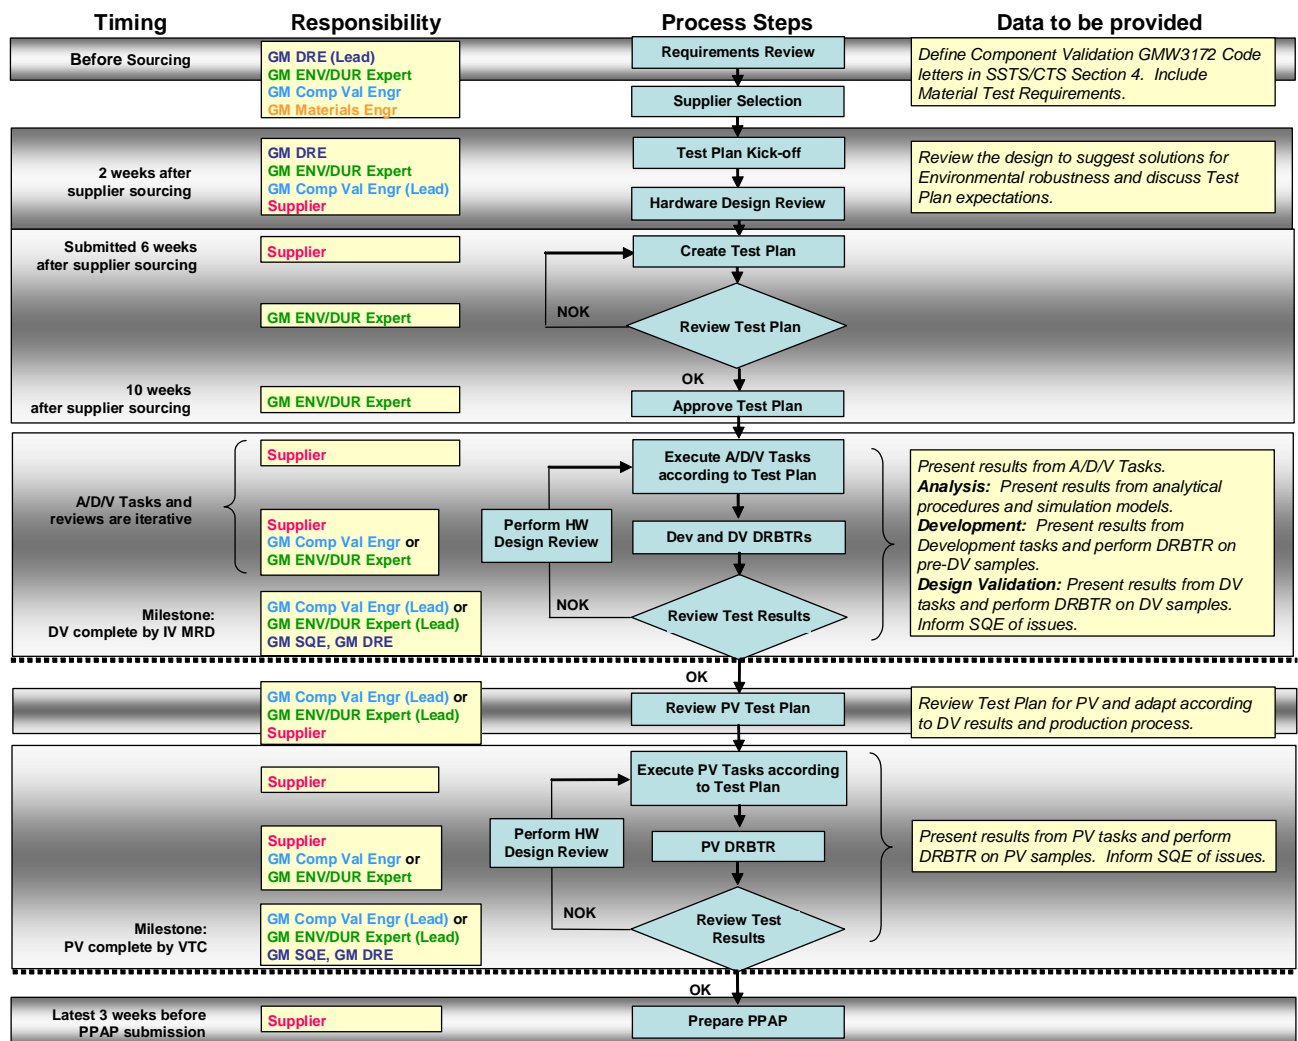 Timing
Responsibility
Process Steps
Data to be provided
Before Sourcing
GM DRE (Lead)
GM ENV/DUR Expert
GM Comp Val Engr
GM Materials Engr
Requirements Review
Supplier Selection
Define Component Validation GMW3172 Code
letters in SSTS/CTS Section 4. Include
Material Test Requirements.
2 weeks after
supplier sourcing
GM DRE
GM ENV/DUR Expert
GM Comp Val Engr (Lead)
Supplier
Test Plan Kick-off
Hardware Design Review
Review the design to suggest solutions for
Environmental robustness and discuss Test
Plan expectations.
Submitted 6 weeks
after supplier sourcing
Supplier
Create Test Plan
GM ENV/DUR Expert
NOK
Review Test Plan
OK
10 weeks
after supplier sourcing
GM ENV/DUR Expert
Approve Test Plan
A/D/V Tasks and
reviews are iterative
Supplier
Execute A/D/V Tasks
according to Test Plan
Supplier
GM Comp Val Engr or
GM ENV/DUR Expert
Perform HW
Design Review
Dev and DV DRBTRs
Present results from A/D/V Tasks.
Analysis: Present results from analytical
procedures and simulation models.
Development: Present results from
Development tasks and perform DRBTR on
pre-DV samples.
Design Validation: Present results from DV
tasks and perform DRBTR on DV samples.
Inform SQE of issues.
Milestone:
DV complete by IV MRD
GM Comp Val Engr (Lead) or
GM ENV/DUR Expert (Lead)
GM SQE, GM DRE
NOK
Review Test Results
OK
GM Comp Val Engr (Lead) or
GM ENV/DUR Expert (Lead)
Supplier
Review PV Test Plan
Review Test Plan for PV and adapt according
to DV results and production process.
Supplier
Execute PV Tasks according
to Test Plan
Supplier
GM Comp Val Engr or
GM ENV/DUR Expert
Perform HW
Design Review
PV DRBTR
Present results from PV tasks and perform
DRBTR on PV samples. Inform SQE of issues.
Milestone:
PV complete by VTC
GM Comp Val Engr (Lead) or
GM ENV/DUR Expert (Lead)
GM SQE, GM DRE
NOK
Review Test
Results
OK
Latest 3 weeks before
PPAP submission
Supplier
Prepare PPAP